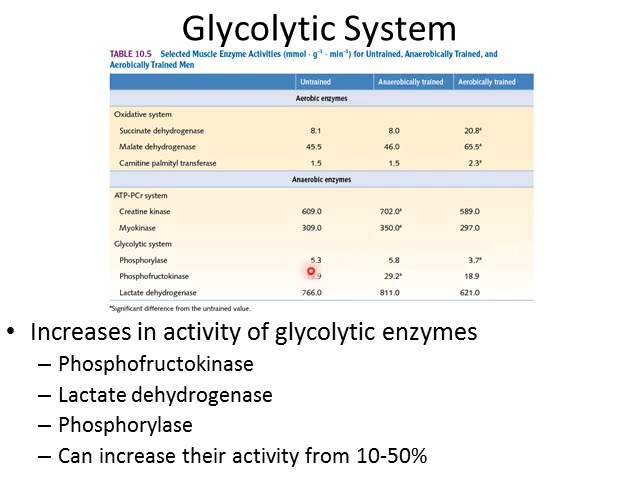 Glycolytic System
TABLE 10.5 Selected Muscle Enzyme Activities (mmol · g⁻¹ · min⁻¹) for Untrained, Anaerobically Trained, and
Aerobically Trained Men
Untrained Anaerobically trained Aerobically trained
Aerobic enzymes
Oxidative system
Succinate dehydrogenase 8.1 8.0 20.8ᵃ
Malate dehydrogenase 45.5 46.0 65.5ᵃ
Carnitine palmityl transferase 1.5 1.5 2.3ᵃ
Anaerobic enzymes
ATP-PCr system
Creatine kinase 609.0 702.0ᵃ 589.0
Myokinase 309.0 350.0ᵃ 297.0
Glycolytic system
Phosphorylase 5.3 5.8 3.7ᵃ
Phosphofructokinase 29.2ᵃ 18.9
Lactate dehydrogenase 766.0 811.0 621.0
ᵃSignificant difference from the untrained value.
• Increases in activity of glycolytic enzymes
– Phosphofructokinase
– Lactate dehydrogenase
– Phosphorylase
– Can increase their activity from 10-50%